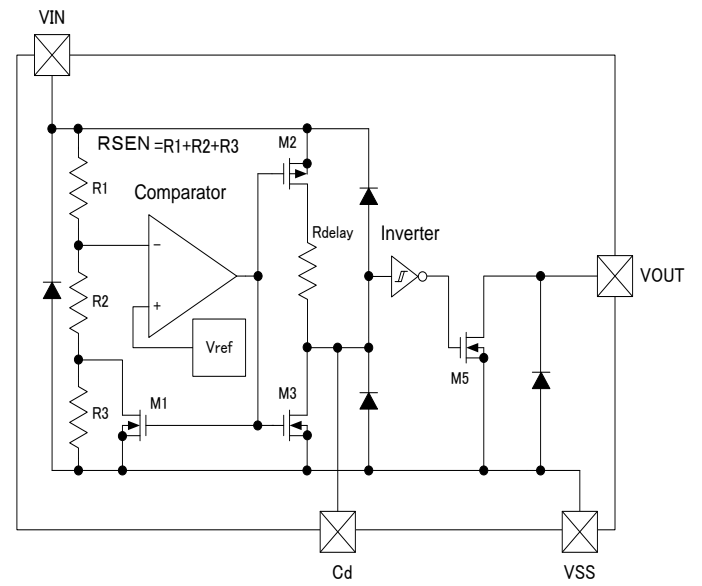 VIN
RSEN =R1+R2+R3
M2
R1
Comparator
Rdelay
Inverter
−
R2
+
Vref
VOUT
M5
R3
M1
M3
Cd
VSS